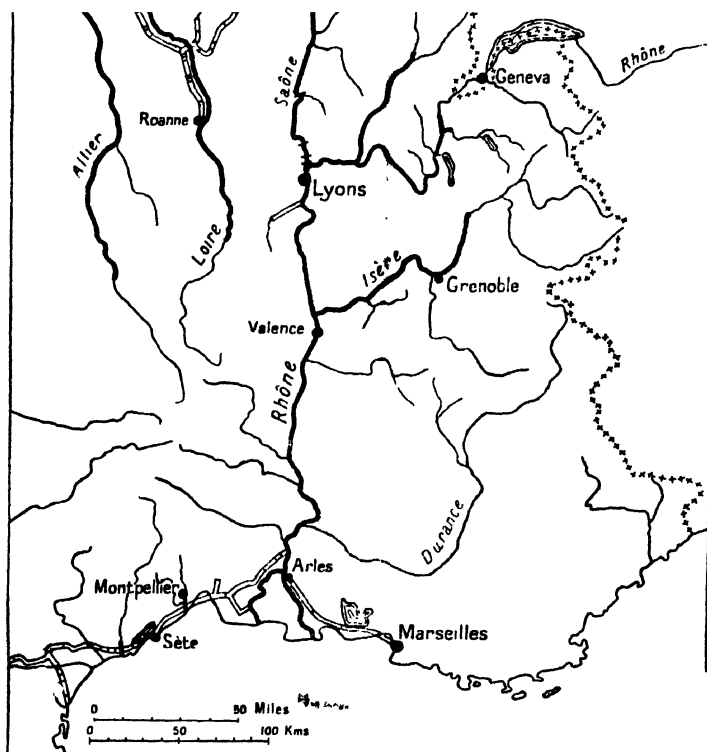 Rhône
Geneva
Saône
Roanne
Allier
Lyons
Loire
Isère
Grenoble
Valence
Rhône
Durance
Arles
Montpellier
Marseilles
Sète
0 50 Miles
0 50 100 Kms